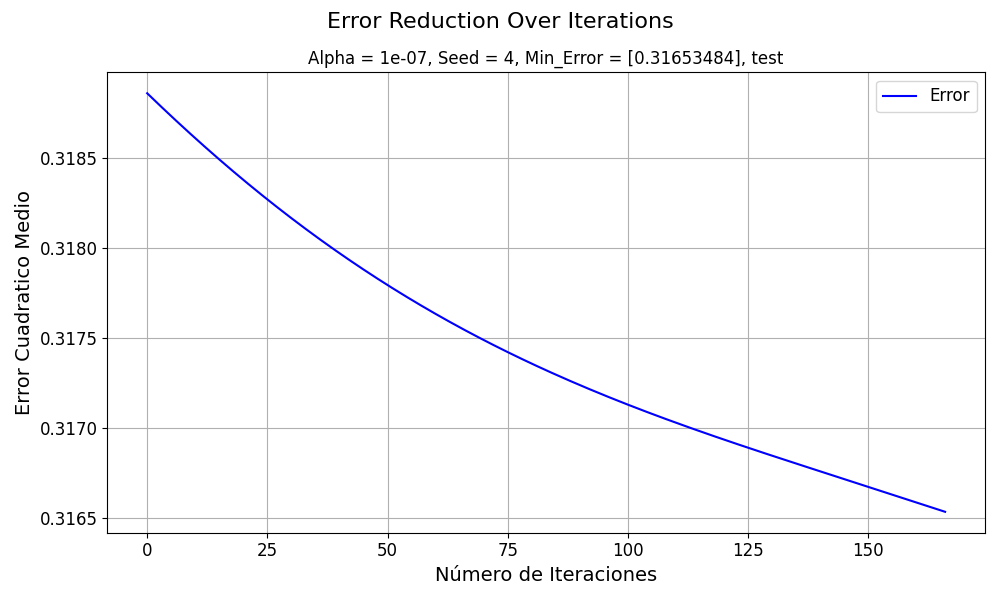 Error Reduction Over Iterations
Alpha = 1e-07, Seed = 4, Min_Error = [0.31653484], test
Error
Error Cuadratico Medio
0.3185
0.3180
0.3175
0.3170
0.3165
0 25 50 75 100 125 150
Número de Iteraciones